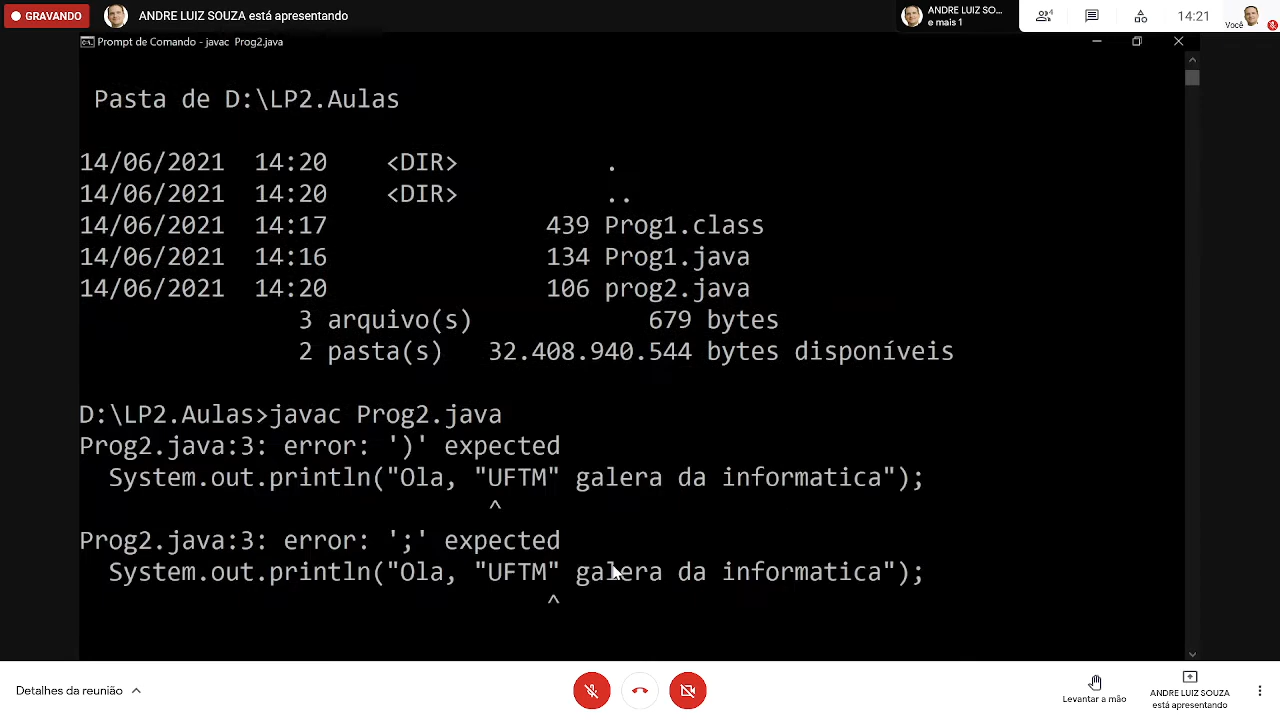 GRAVANDO
ANDRE LUIZ SOUZA está apresentando
ANDRE LUIZ SO...
e mais 1
4
14:21
Você
Prompt de Comando - javac Prog2.java
Pasta de D:\LP2.Aulas
14/06/2021 14:20 <DIR> .
14/06/2021 14:20 <DIR> ..
14/06/2021 14:17 439 Prog1.class
14/06/2021 14:16 134 Prog1.java
14/06/2021 14:20 106 prog2.java
3 arquivo(s) 679 bytes
2 pasta(s) 32.408.940.544 bytes disponíveis
D:\LP2.Aulas>javac Prog2.java
Prog2.java:3: error: ')' expected
System.out.println("Ola, "UFTM" galera da informatica");
^
Prog2.java:3: error: ';' expected
System.out.println("Ola, "UFTM" galera da informatica");
^
Detalhes da reunião
Levantar a mão
ANDRE LUIZ SOUZA
está apresentando